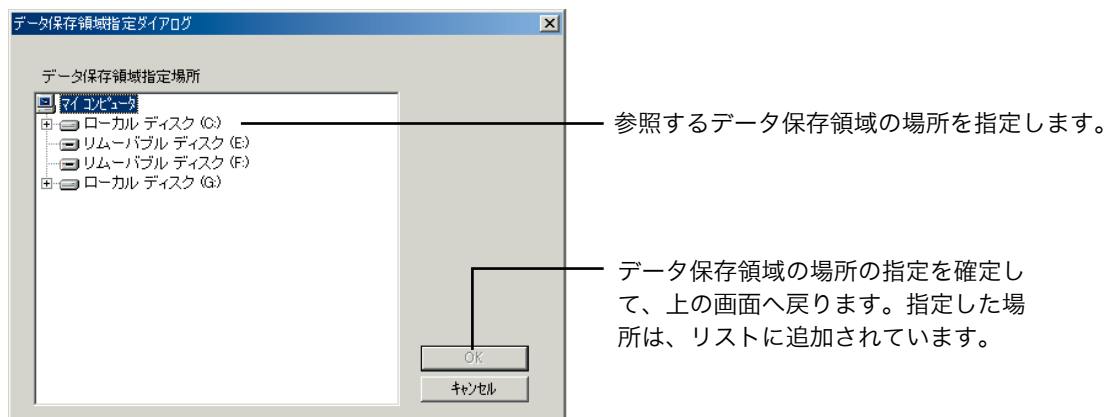 データ保存領域指定ダイアログ
データ保存領域指定場所
マイ コンピュータ
ローカル ディスク (C:)
リムーバブル ディスク (E:)
リムーバブル ディスク (F:)
ローカル ディスク (G:)
参照するデータ保存領域の場所を指定します。
データ保存領域の場所の指定を確定し
て、上の画面へ戻ります。指定した場
所は、リストに追加されています。
OK
キャンセル